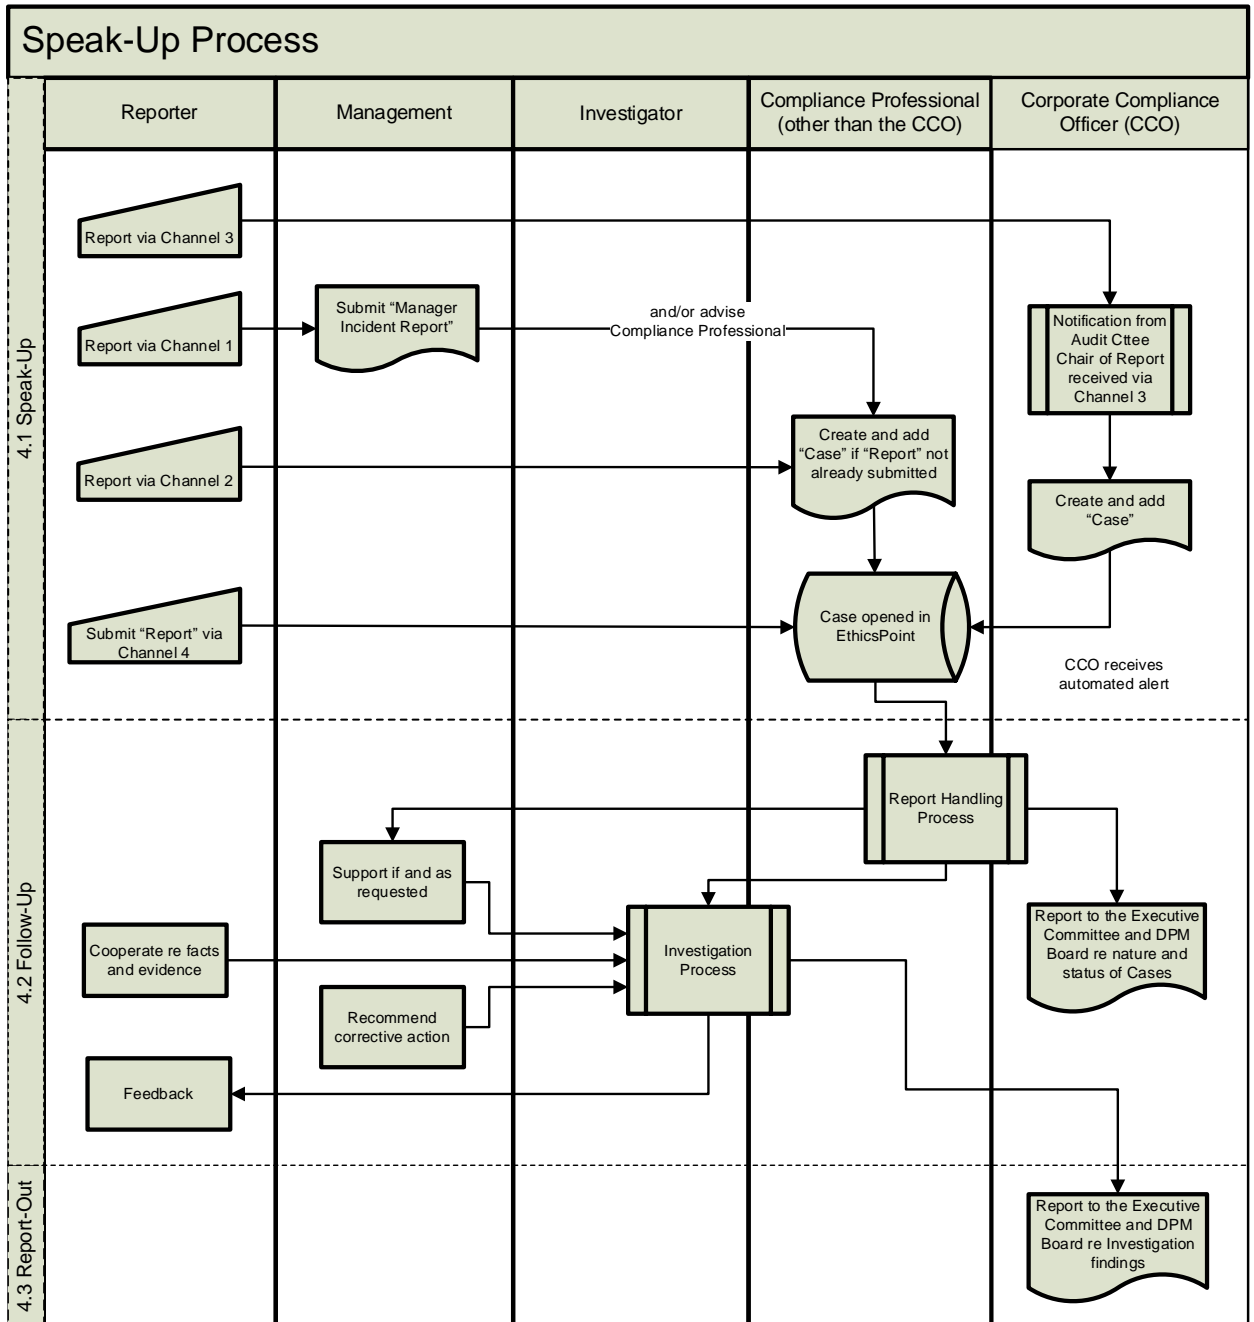 Speak-Up Process
Reporter
Management
Investigator
Compliance Professional
(other than the CCO)
Corporate Compliance
Officer (CCO)
4.1 Speak-Up
Report via Channel 3
Report via Channel 1
Submit “Manager
Incident Report”
and/or advise
Compliance Professional
Notification from
Audit Cttee
Chair of Report
received via
Channel 3
Report via Channel 2
Create and add
“Case” if “Report” not
already submitted
Create and add
“Case”
Submit “Report” via
Channel 4
Case opened in
EthicsPoint
CCO receives
automated alert
4.2 Follow-Up
Report Handling
Process
Support if and as
requested
Cooperate re facts
and evidence
Investigation
Process
Report to the Executive
Committee and DPM
Board re nature and
status of Cases
Recommend
corrective action
Feedback
4.3 Report-Out
Report to the Executive
Committee and DPM
Board re Investigation
findings